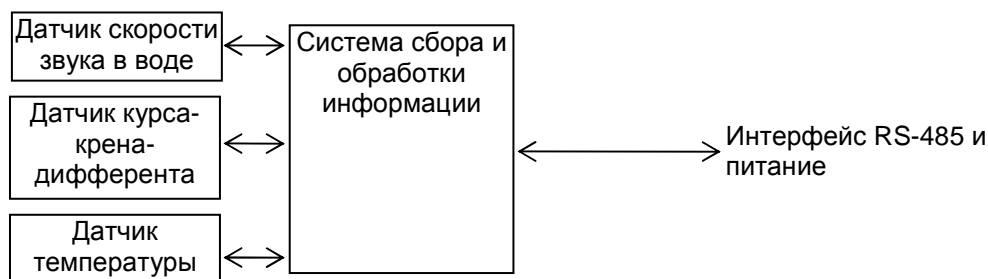 Датчик скорости
звука в воде
Система сбора и
обработки
информации
Датчик курса-
крена-
дифферента
Интерфейс RS-485 и
питание
Датчик
температуры